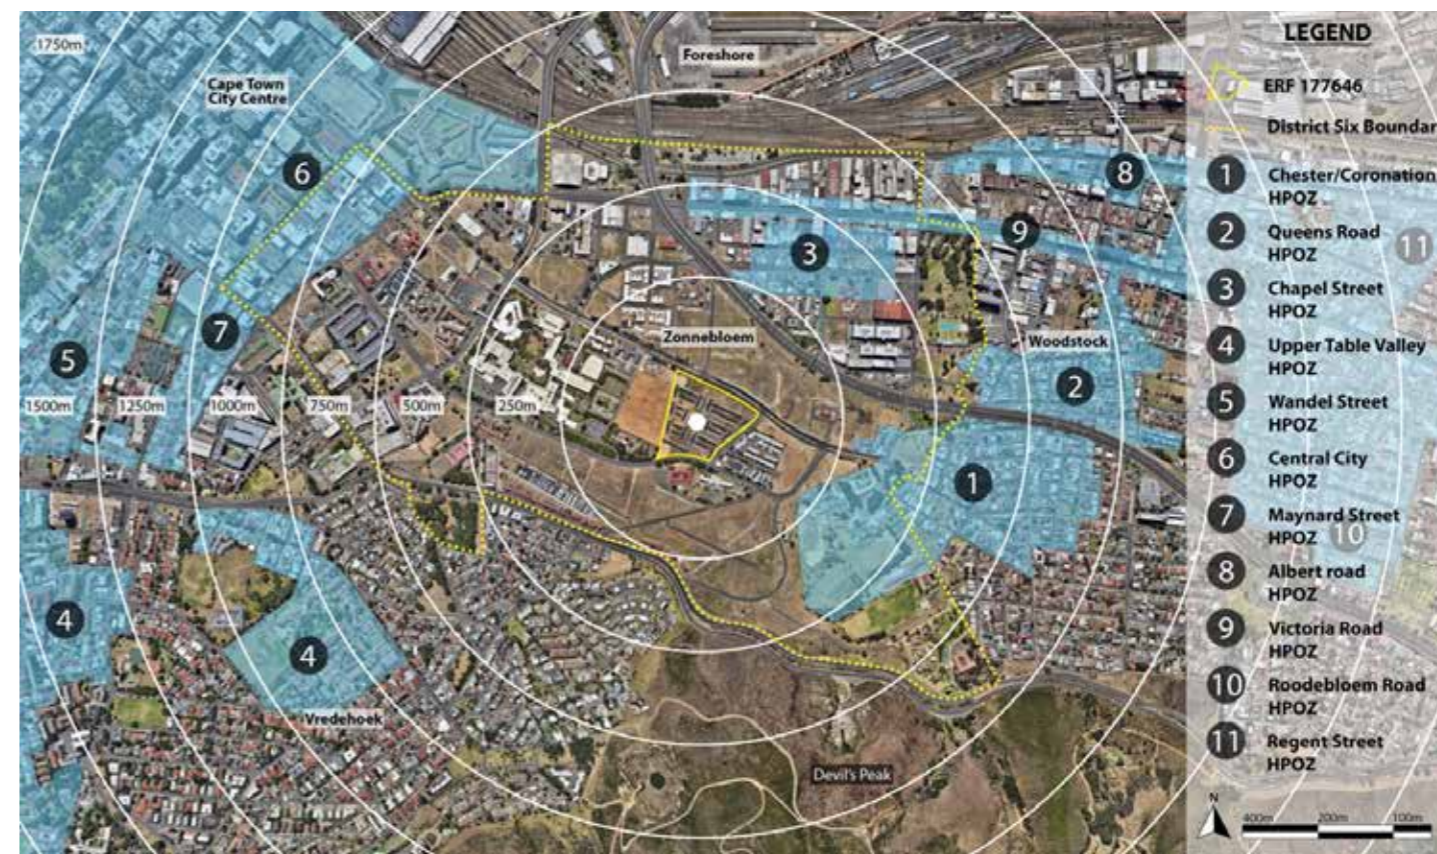 1750m
Cape Town
City Centre
Foreshore
6
8
9
3
7
Zonnebloem
Woodstock
5
2
1500m
1250m
1000m
750m
500m
250m
1
4
4
Vredehoek
Devil's Peak
LEGEND
ERF 177646
District Six Boundar
1 Chester/Coronation
HPOZ
2 Queens Road
HPOZ
11
3 Chapel Street
HPOZ
4 Upper Table Valley
HPOZ
5 Wandel Street
HPOZ
6 Central City
HPOZ
7 Maynard Street
HPOZ
10
8 Albert road
HPOZ
9 Victoria Road
HPOZ
10 Roodebloem Road
HPOZ
11 Regent Street
HPOZ
N
400m 200m 100m